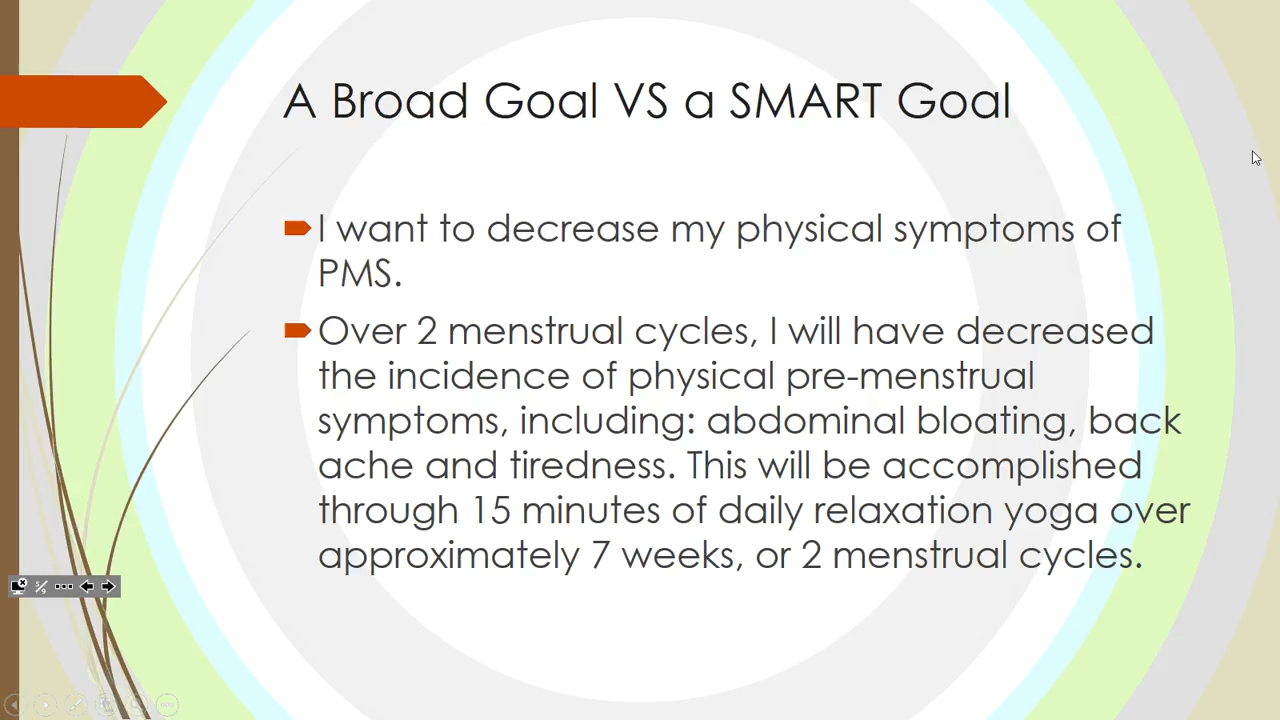 A Broad Goal VS a SMART Goal
I want to decrease my physical symptoms of
PMS.
Over 2 menstrual cycles, I will have decreased
the incidence of physical pre-menstrual
symptoms, including: abdominal bloating, back
ache and tiredness. This will be accomplished
through 15 minutes of daily relaxation yoga over
approximately 7 weeks, or 2 menstrual cycles.